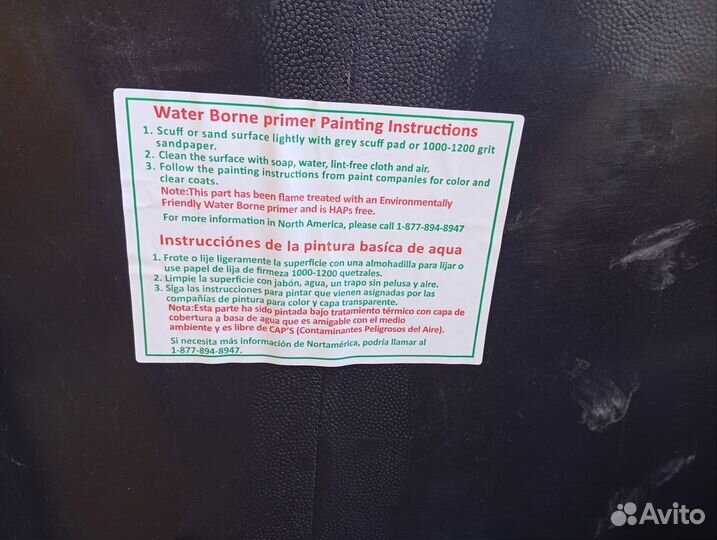 Water Borne primer Painting Instructions
1. Scuff or sand surface lightly with grey scuff pad or 1000-1200 grit
sandpaper.
2. Clean the surface with soap, water, lint-free cloth and air.
3. Follow the painting instructions from paint companies for color and
clear coats.
Note:This part has been flame treated with an Environmentally
Friendly Water Borne primer and is HAPs free.
For more information in North America, please call 1-877-894-8947
Instrucciónes de la pintura basíca de aqua
1. Frote o lije ligeramente la superficie con una almohadilla para lijar o
use papel de lija de firmeza 1000-1200 quetzales.
2. Limpie la superficie con jabón, agua, un trapo sin pelusa y aire.
3. Siga las instrucciones para pintar que vienen asignadas por las
compañias de pintura para color y capa transparente.
Nota:Esta parte ha sido pintada bajo tratamiento térmico con capa de
cobertura a base de agua que es amigable con el medio
ambiente y es libre de CAP'S (Contaminantes Peligrosos del Aire).
Si necesita más información de Nortamérica, podría llamar al
1-877-894-8947.
Avito